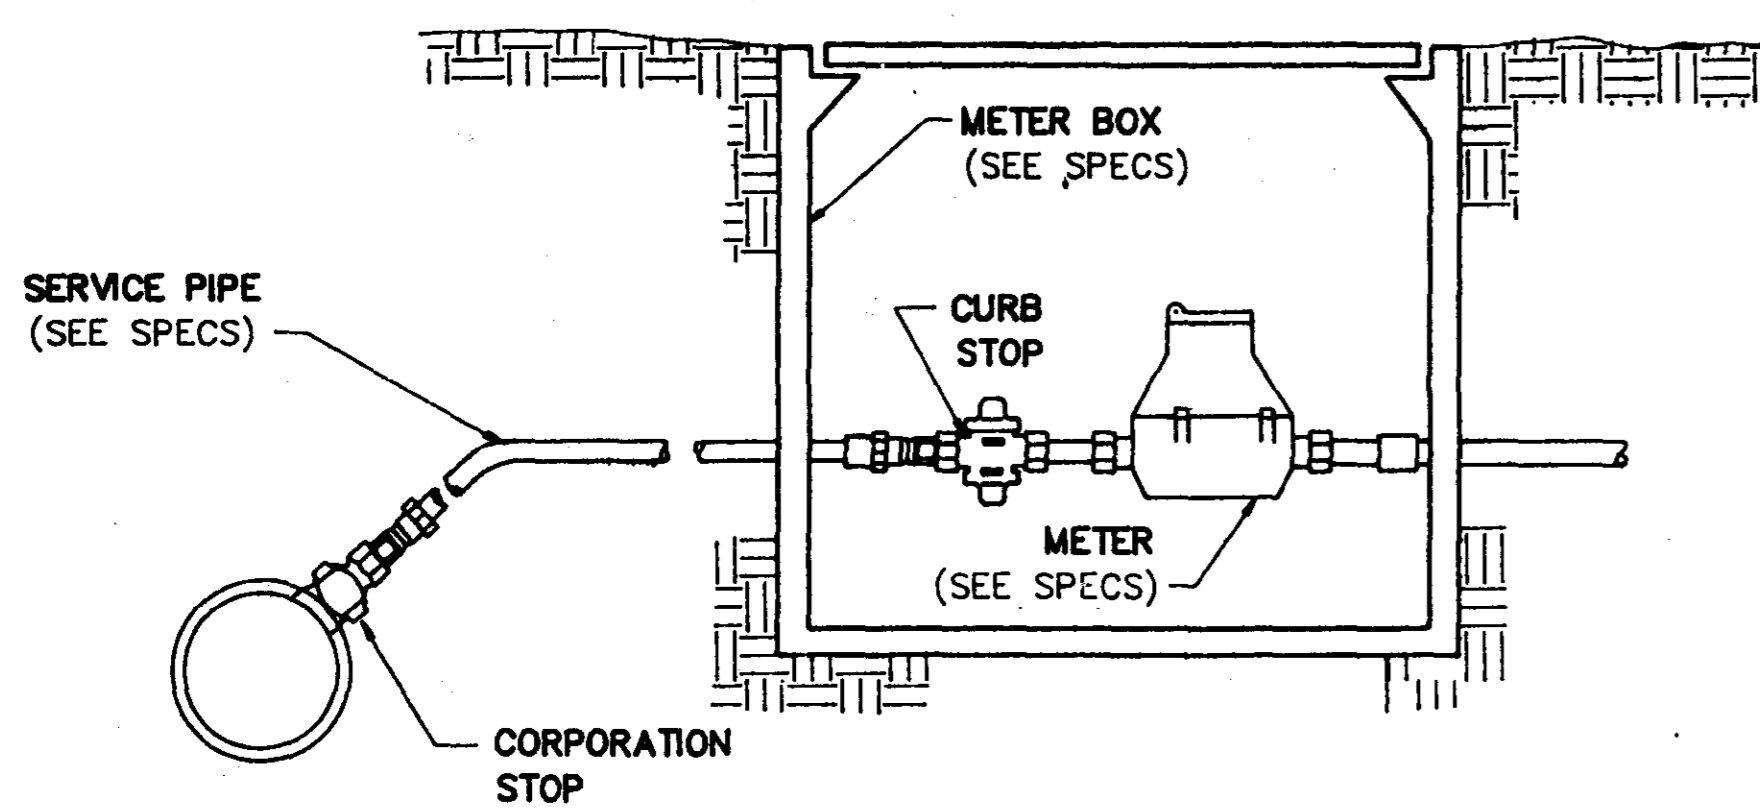 METER BOX
(SEE SPECS)
SERVICE PIPE
(SEE SPECS)
CURB
STOP
METER
(SEE SPECS)
CORPORATION
STOP